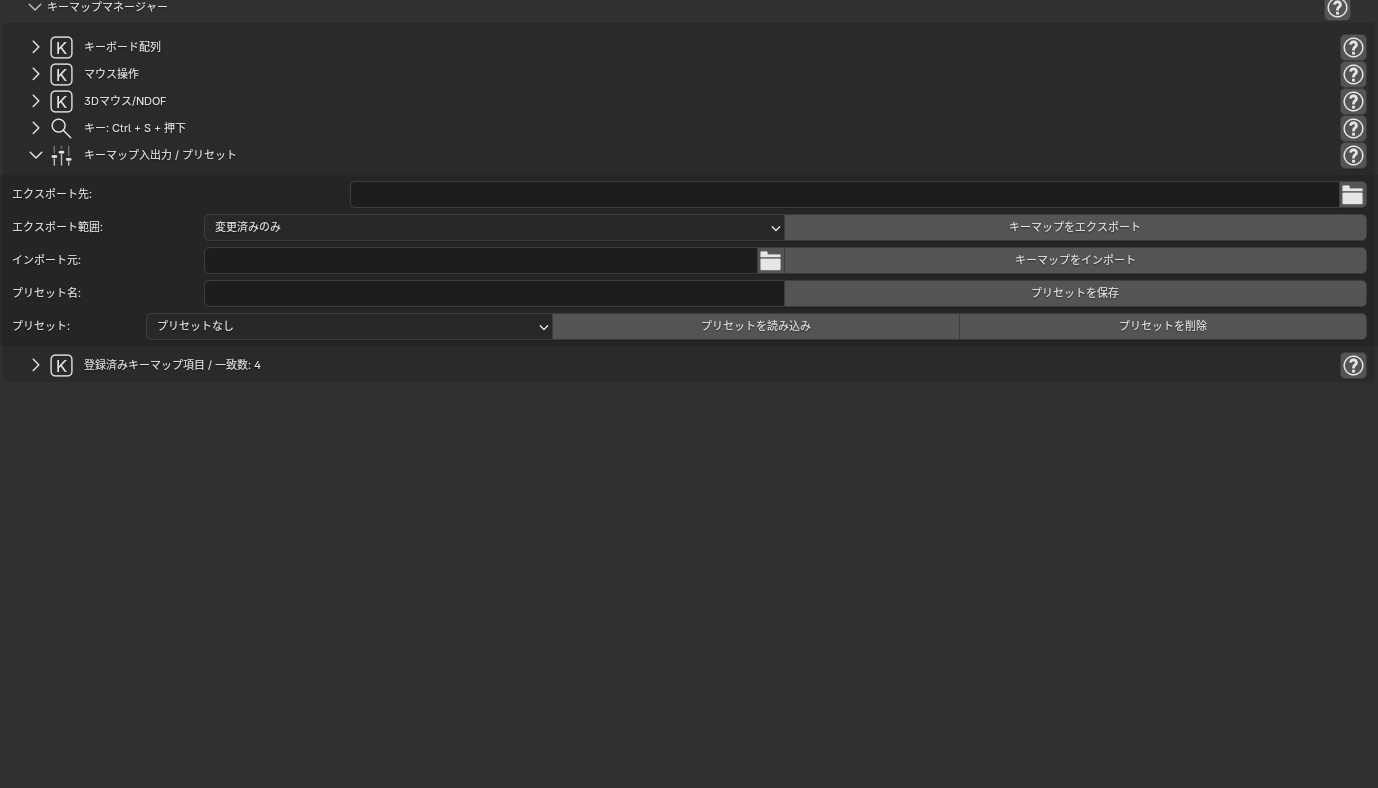 キーマップマネージャー
キーボード配列
マウス操作
3Dマウス/NDOF
キー: Ctrl + S + 押下
キーマップ入出力 / プリセット
エクスポート先:
エクスポート範囲: 変更済みのみ キーマップをエクスポート
インポート元: キーマップをインポート
プリセット名: プリセットを保存
プリセット: プリセットなし プリセットを読み込み プリセットを削除
登録済みキーマップ項目 / 一致数: 4